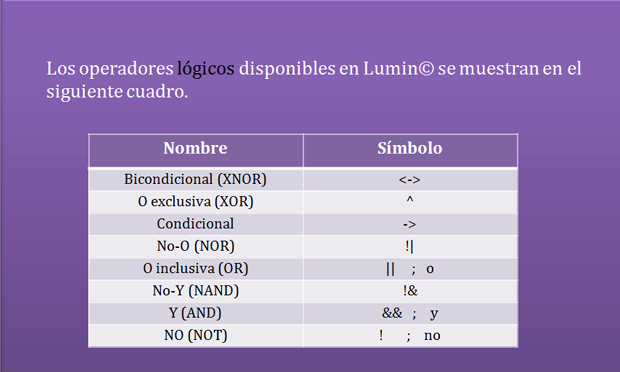 Los operadores lógicos disponibles en Lumin© se muestran en el
siguiente cuadro.
Nombre Símbolo
Bicondicional (XNOR) <->
O exclusiva (XOR) ^
Condicional ->
No-O (NOR) !|
O inclusiva (OR) || ; o
No-Y (NAND) !&
Y (AND) && ; y
NO (NOT) ! ; no